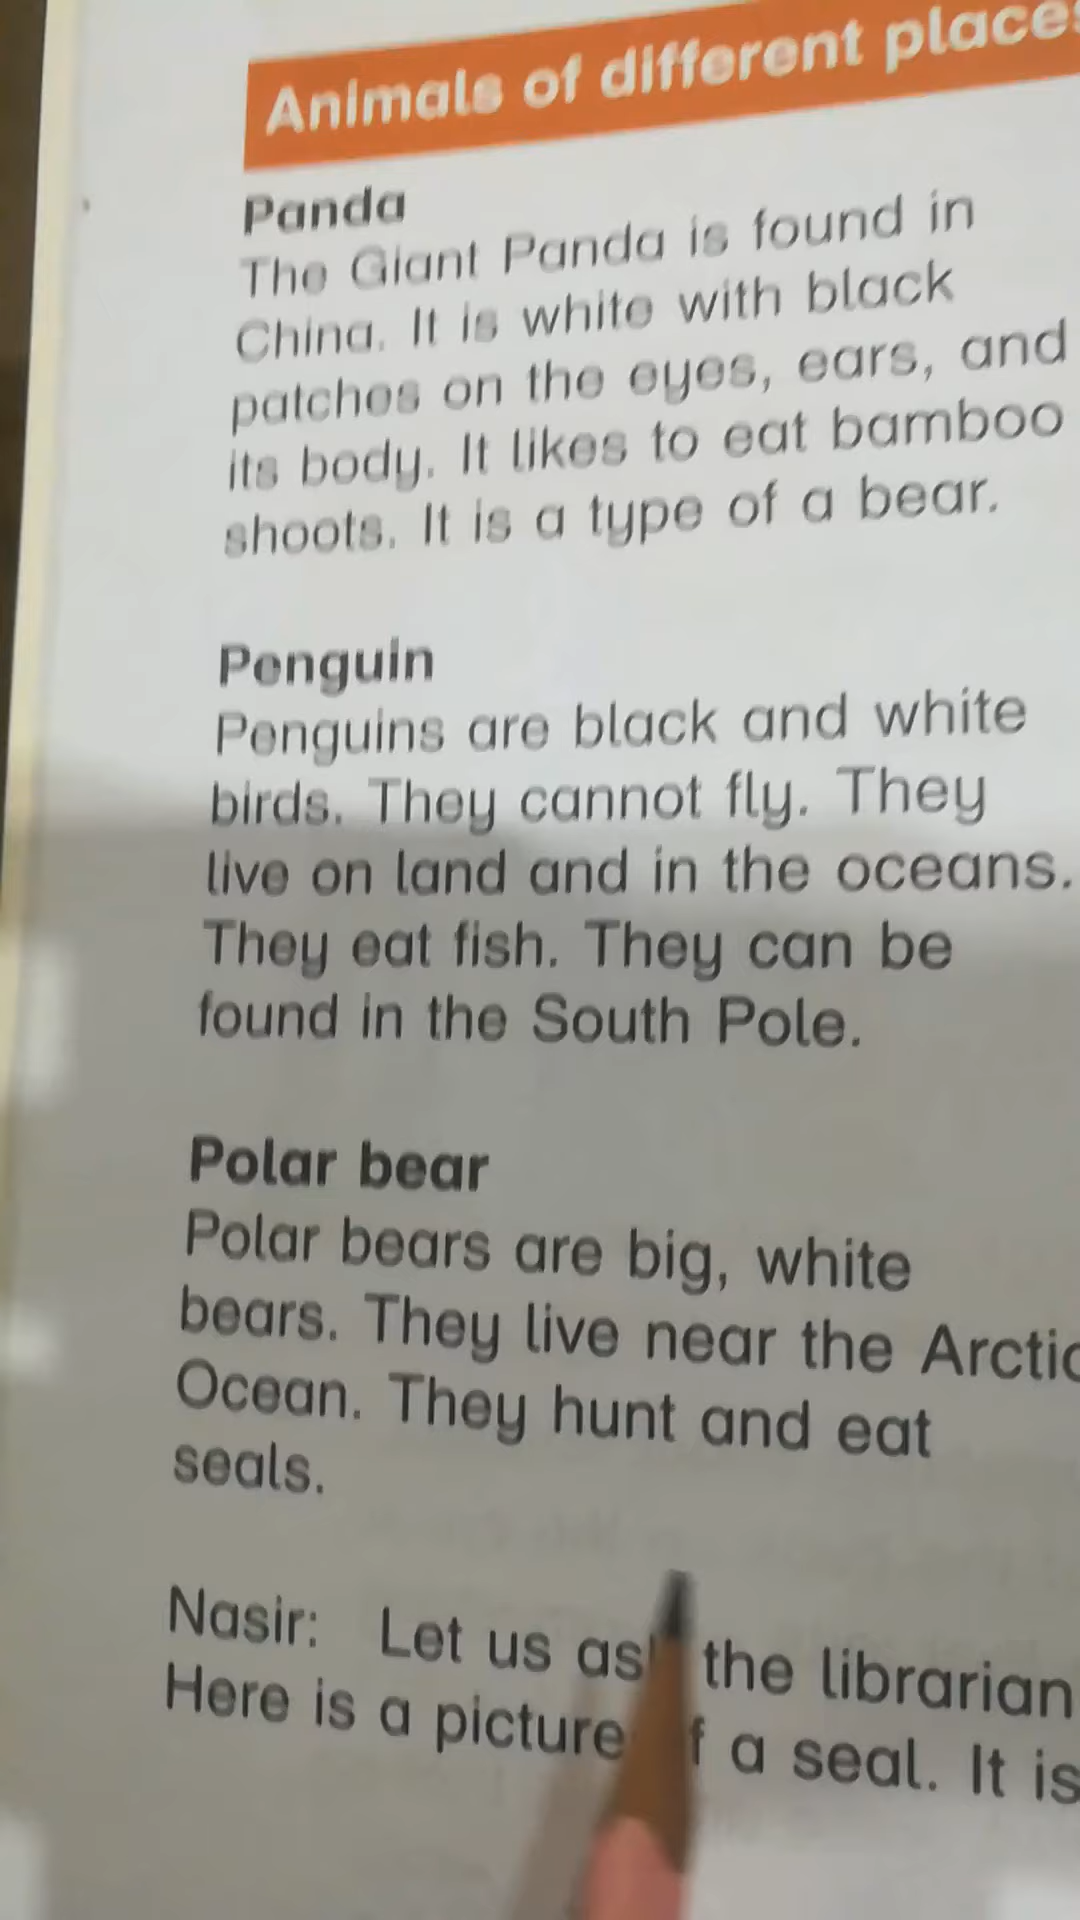 Animals of different places
Panda
The Giant Panda is found in
China. It is white with black
patches on the eyes, ears, and
its body. It likes to eat bamboo
shoots. It is a type of a bear.
Penguin
Penguins are black and white
birds. They cannot fly. They
live on land and in the oceans.
They eat fish. They can be
found in the South Pole.
Polar bear
Polar bears are big, white
bears. They live near the Arctic
Ocean. They hunt and eat
seals.
Nasir: Let us ask the librarian
Here is a picture of a seal. It is